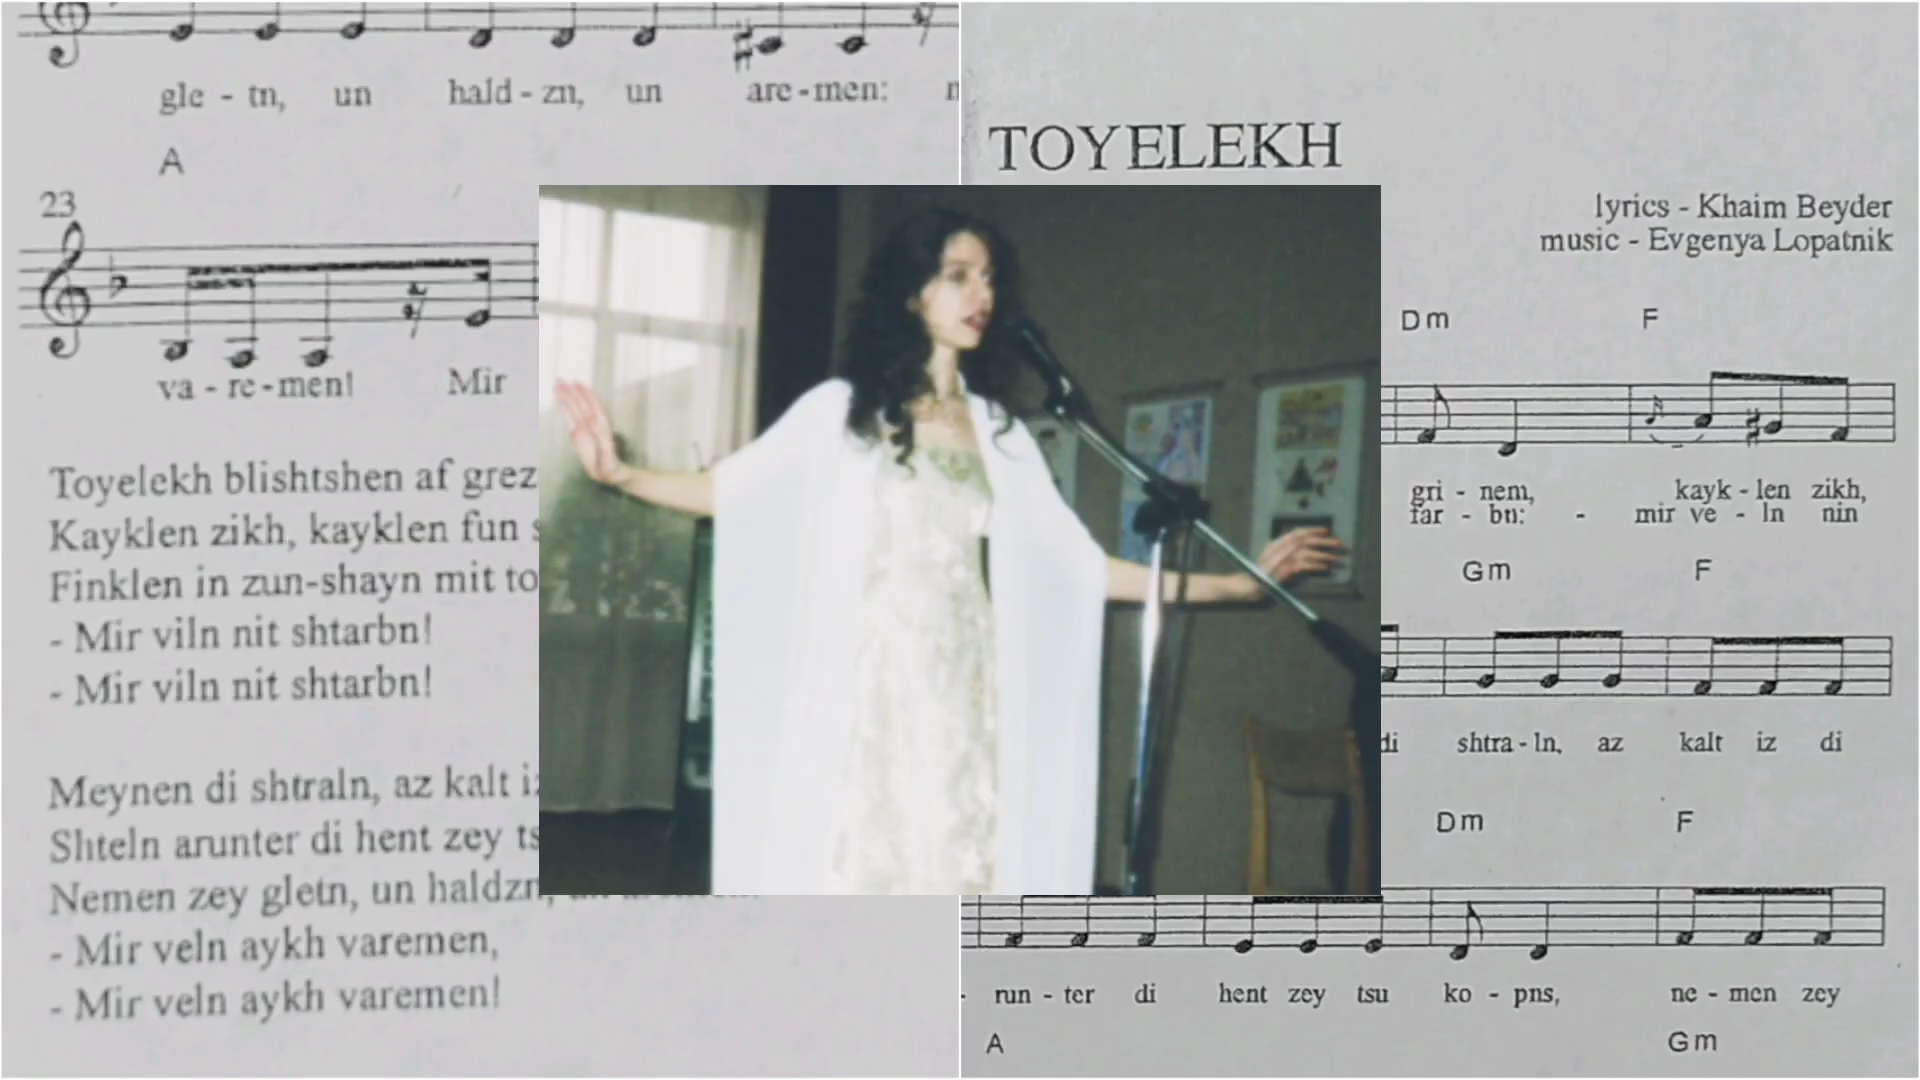 gle - tn, un hald - zn, un are - men:
A
23
va - re - men! Mir
Toyelekh blishtshen af grez
Kayklen zikh, kayklen fun
Finklen in zun-shayn mit to
- Mir viln nit shtarbn!
- Mir viln nit shtarbn!
Meynen di shtraln, az kalt
Shteln arunter di hent zey ts
Nemen zey gletn, un haldzn,
- Mir veln aykh varemen,
- Mir veln aykh varemen!
TOYELEKH
lyrics - Khaim Beyder
music - Evgenya Lopatnik
Dm F
gri - nem, kayk - len zikh,
far - bn: - mir ve - ln nin
Gm F
di shtra - ln, az kalt iz di
Dm F
- run - ter di hent zey tsu ko - pns, ne - men zey
A Gm